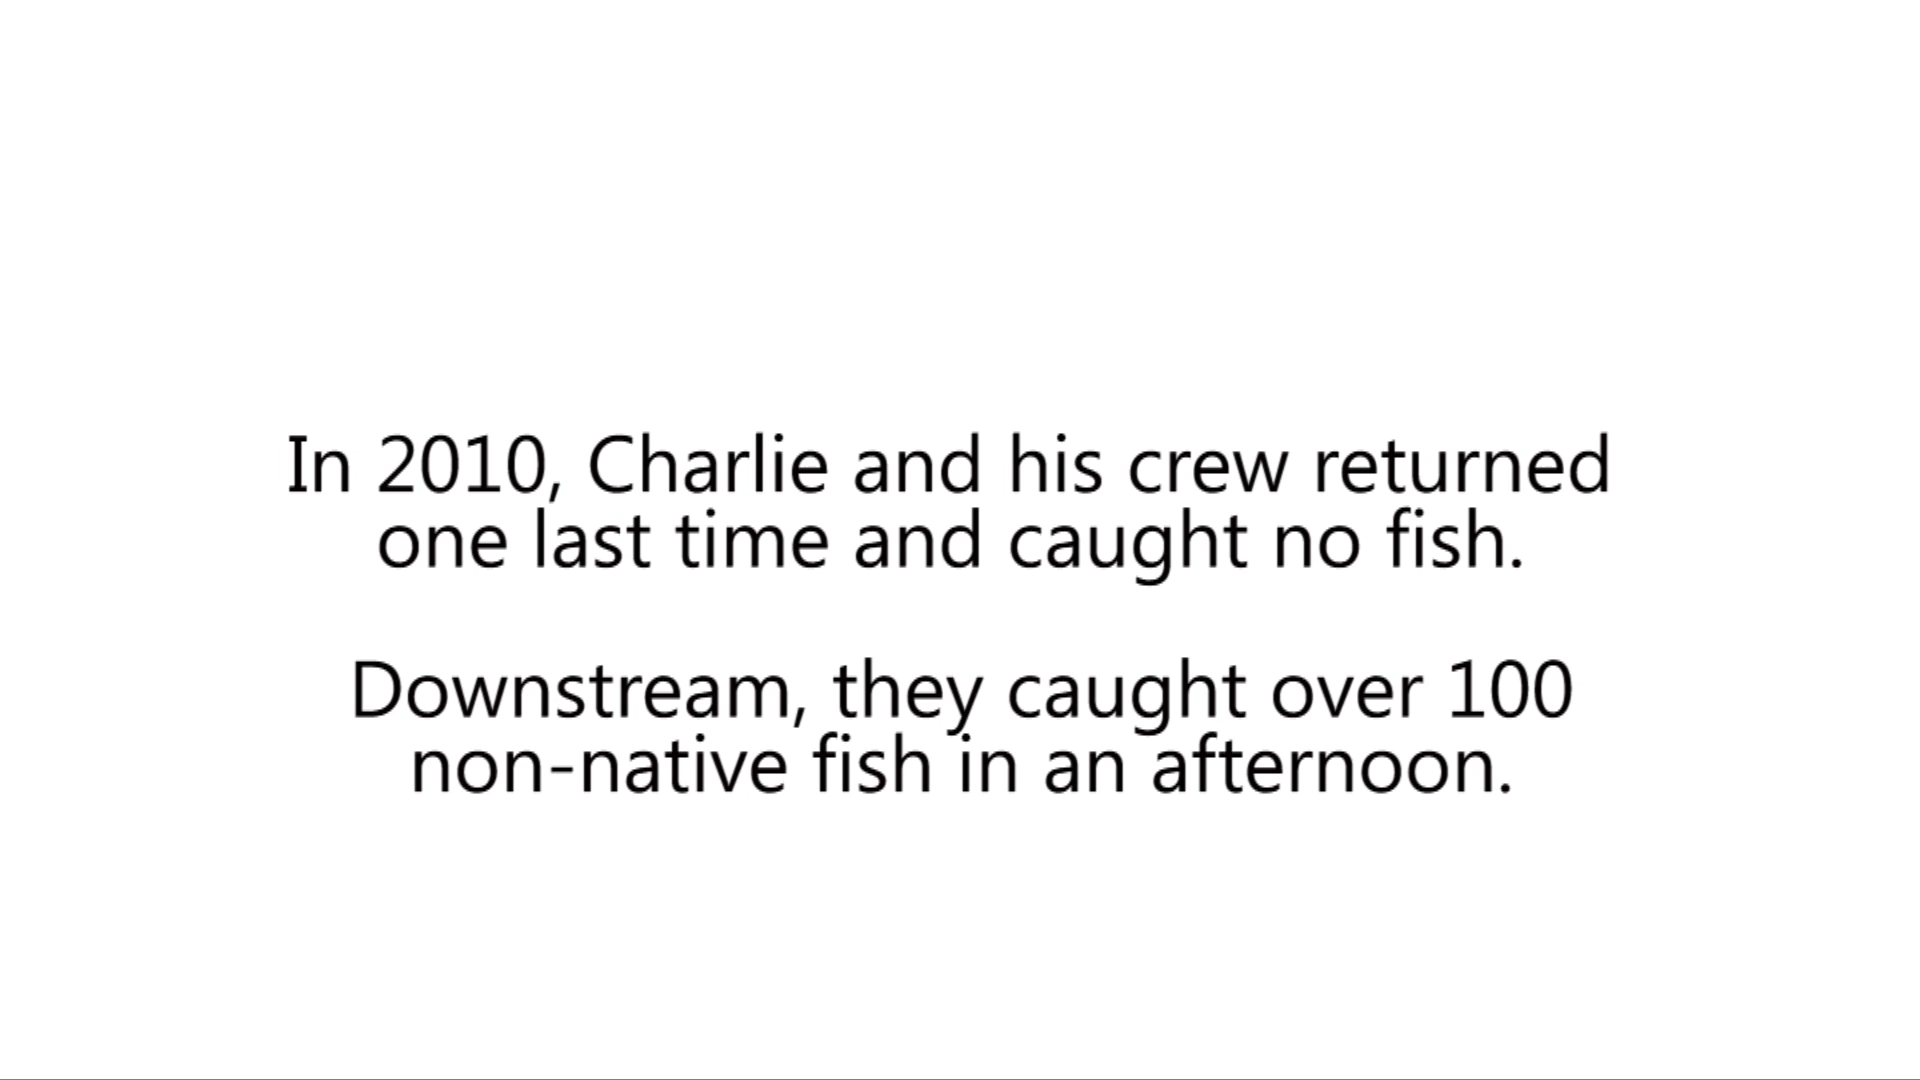 In 2010, Charlie and his crew returned
one last time and caught no fish.
Downstream, they caught over 100
non-native fish in an afternoon.